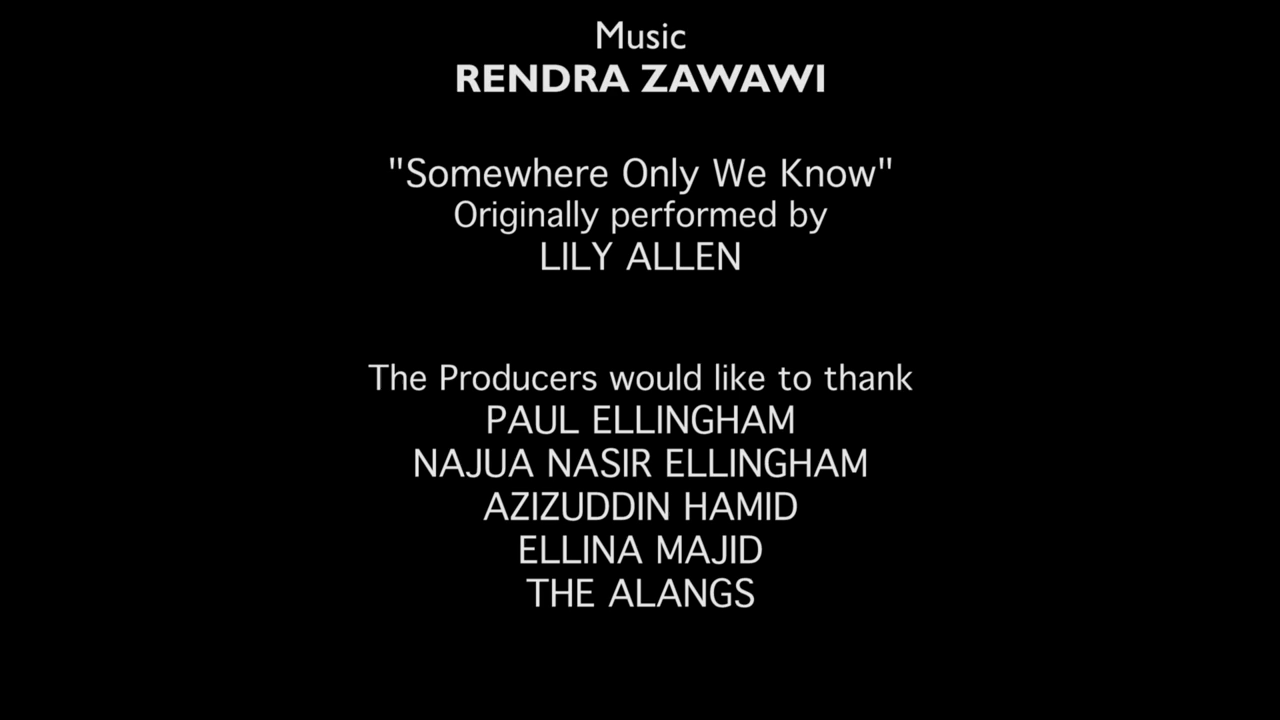 Music
RENDRA ZAWAWI
"Somewhere Only We Know"
Originally performed by
LILY ALLEN
The Producers would like to thank
PAUL ELLINGHAM
NAJUA NASIR ELLINGHAM
AZIZUDDIN HAMID
ELLINA MAJID
THE ALANGS